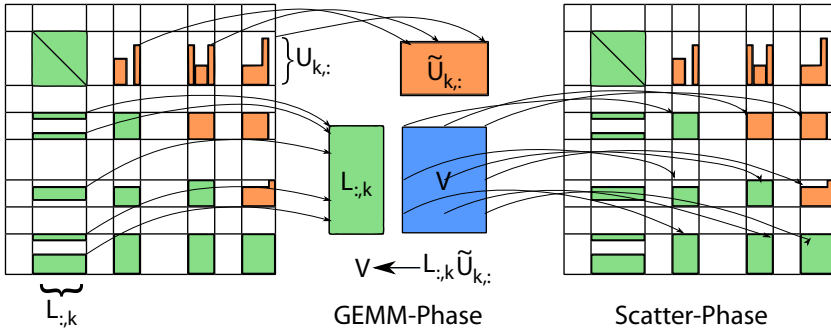 U_{k,:}
Ũ_{k,:}
L_{:,k}
V
V ← L_{:,k}Ũ_{k,:}
L_{:,k}
GEMM-Phase
Scatter-Phase